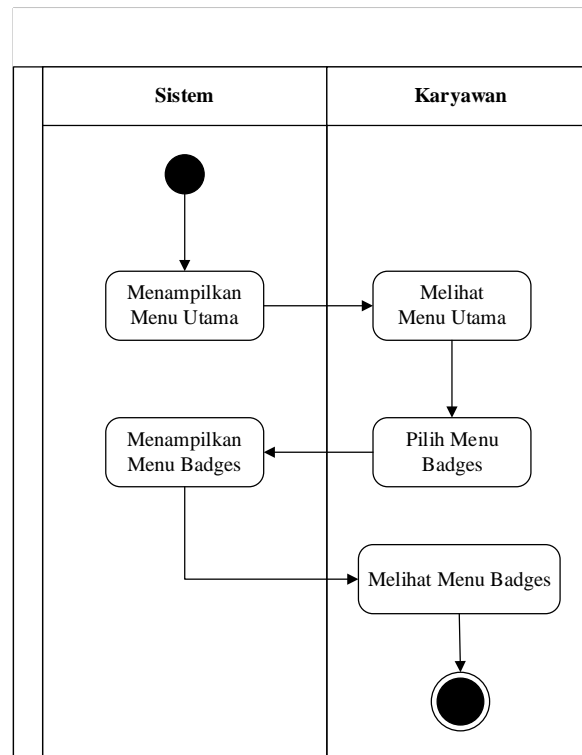 Sistem
Karyawan
Menampilkan
Menu Utama
Melihat
Menu Utama
Menampilkan
Menu Badges
Pilih Menu
Badges
Melihat Menu Badges